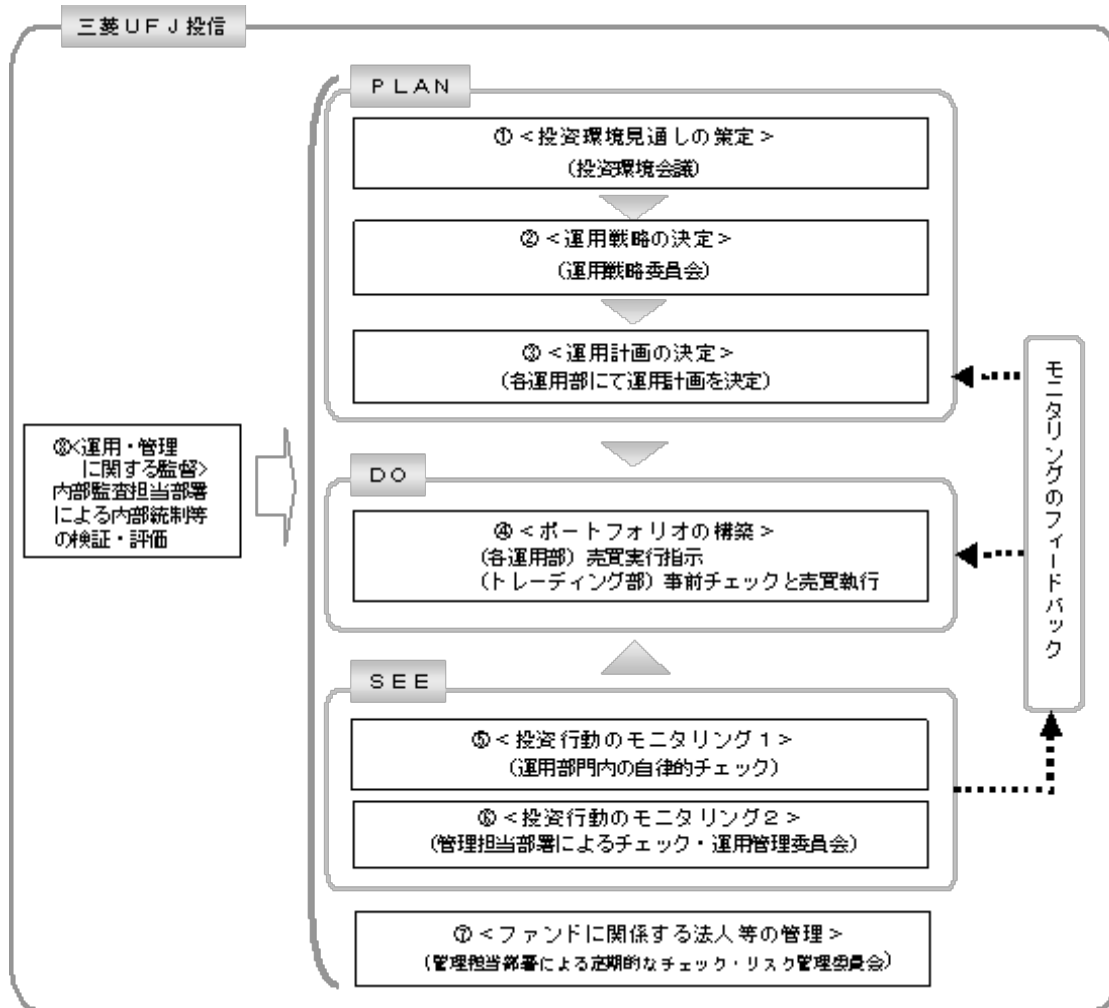 三菱UFJ投信
PLAN
①<投資環境見通しの策定>
(投資環境会議)
②<運用戦略の決定>
(運用戦略委員会)
③<運用計画の決定>
(各運用部にて運用計画を決定)
⑧<運用・管理
に関する監督>
内部監査担当部署
による内部統制等
の検証・評価
DO
④<ポートフォリオの構築>
(各運用部)売買実行指示
(トレーディング部)事前チェックと売買執行
SEE
⑤<投資行動のモニタリング1>
(運用部門内の自律的チェック)
⑥<投資行動のモニタリング2>
(管理担当部署によるチェック・運用管理委員会)
モニタリングのフィードバック
⑦<ファンドに関係する法人等の管理>
(管理担当部署による定期的なチェック・リスク管理委員会)